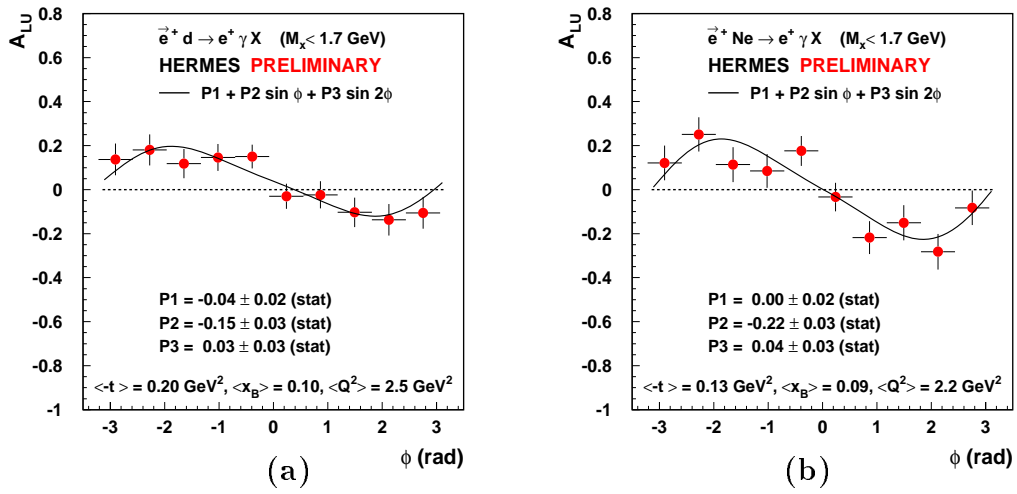 A_LU
0.8
0.6
0.4
0.2
0
-0.2
-0.4
-0.6
-0.8
-1
e⃗⁺ d → e⁺ γ X (Mₓ< 1.7 GeV)
HERMES PRELIMINARY
P1 + P2 sin ϕ + P3 sin 2ϕ
P1 = -0.04 ± 0.02 (stat)
P2 = -0.15 ± 0.03 (stat)
P3 = 0.03 ± 0.03 (stat)
<-t > = 0.20 GeV², <x_B> = 0.10, <Q²> = 2.5 GeV²
-3 -2 -1 0 1 2 3
ϕ (rad)
(a)
A_LU
0.8
0.6
0.4
0.2
0
-0.2
-0.4
-0.6
-0.8
-1
e⃗⁺ Ne → e⁺ γ X (Mₓ< 1.7 GeV)
HERMES PRELIMINARY
P1 + P2 sin ϕ + P3 sin 2ϕ
P1 = 0.00 ± 0.02 (stat)
P2 = -0.22 ± 0.03 (stat)
P3 = 0.04 ± 0.03 (stat)
<-t > = 0.13 GeV², <x_B> = 0.09, <Q²> = 2.2 GeV²
-3 -2 -1 0 1 2 3
ϕ (rad)
(b)